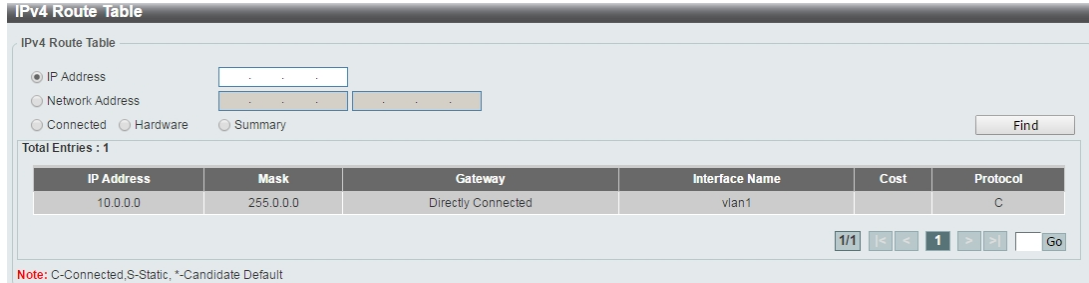 IPv4 Route Table
IPv4 Route Table
IP Address . . .
Network Address . . . . . .
Connected Hardware Summary Find
Total Entries : 1
IP Address Mask Gateway Interface Name Cost Protocol
10.0.0.0 255.0.0.0 Directly Connected vlan1 C
1/1 |< < 1 > >| Go
Note: C-Connected,S-Static, *-Candidate Default